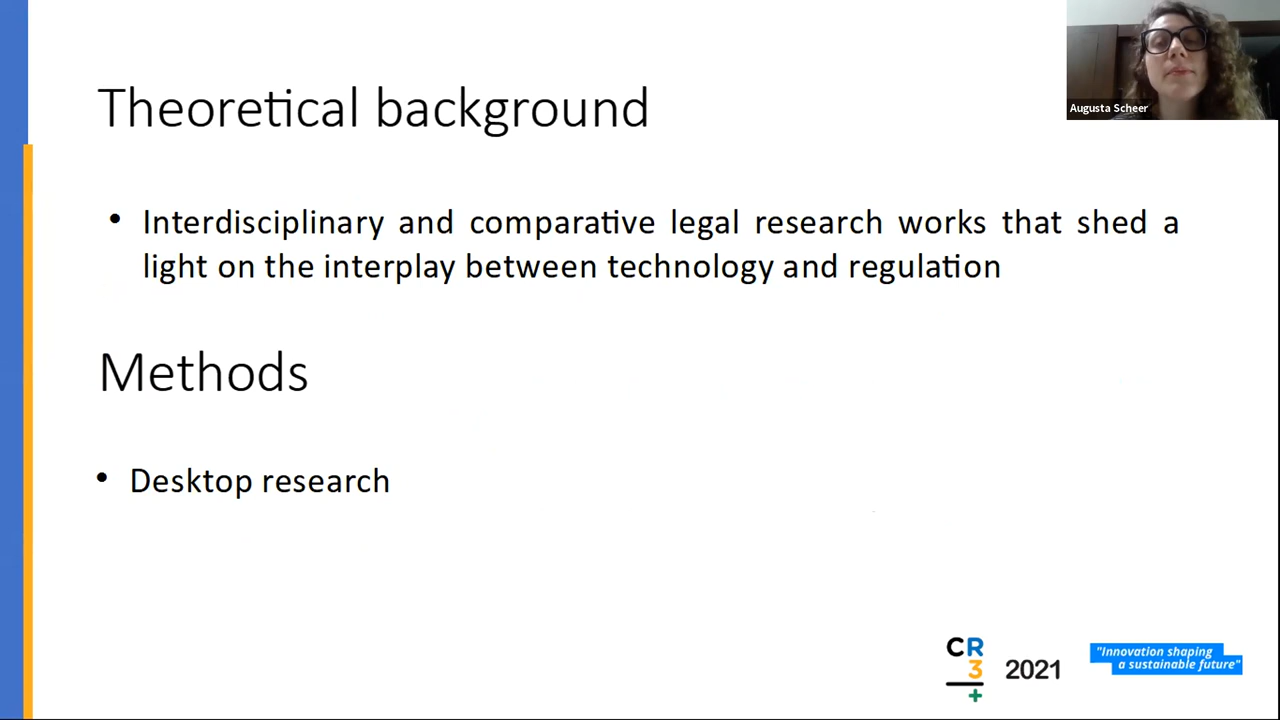 Augusta Scheer
Theoretical background
• Interdisciplinary and comparative legal research works that shed a
light on the interplay between technology and regulation
Methods
• Desktop research
CR
3
+
2021
"Innovation shaping
a sustainable future"